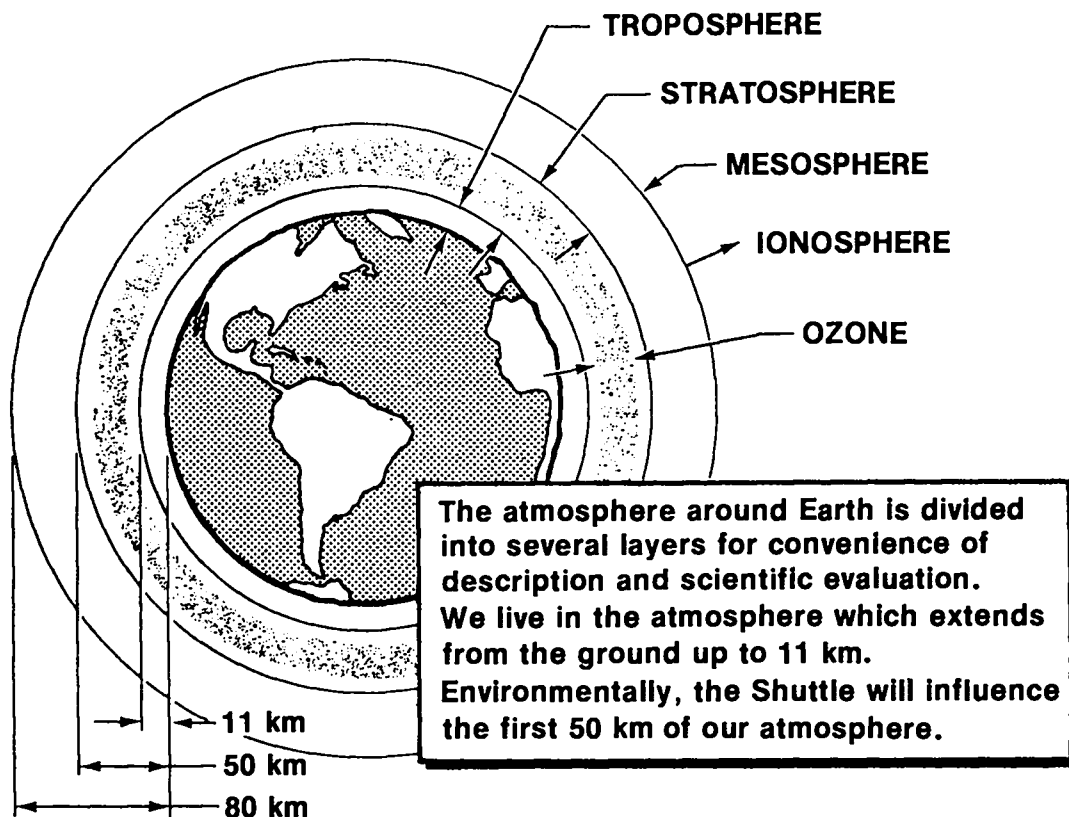 TROPOSPHERE
STRATOSPHERE
MESOSPHERE
IONOSPHERE
OZONE
The atmosphere around Earth is divided
into several layers for convenience of
description and scientific evaluation.
We live in the atmosphere which extends
from the ground up to 11 km.
Environmentally, the Shuttle will influence
the first 50 km of our atmosphere.
11 km
50 km
80 km